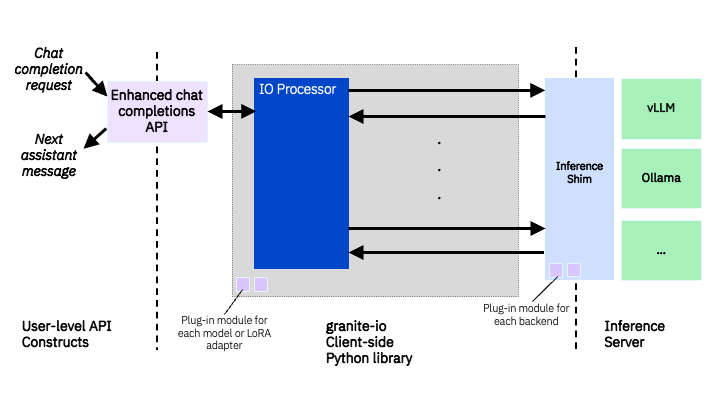 Chat
completion
request
Next
assistant
message
Enhanced chat
completions
API
IO Processor
.
.
.
Inference
Shim
vLLM
Ollama
...
Plug-in module for
each model or LoRA
adapter
Plug-in module for
each backend
User-level API
Constructs
granite-io
Client-side
Python library
Inference
Server